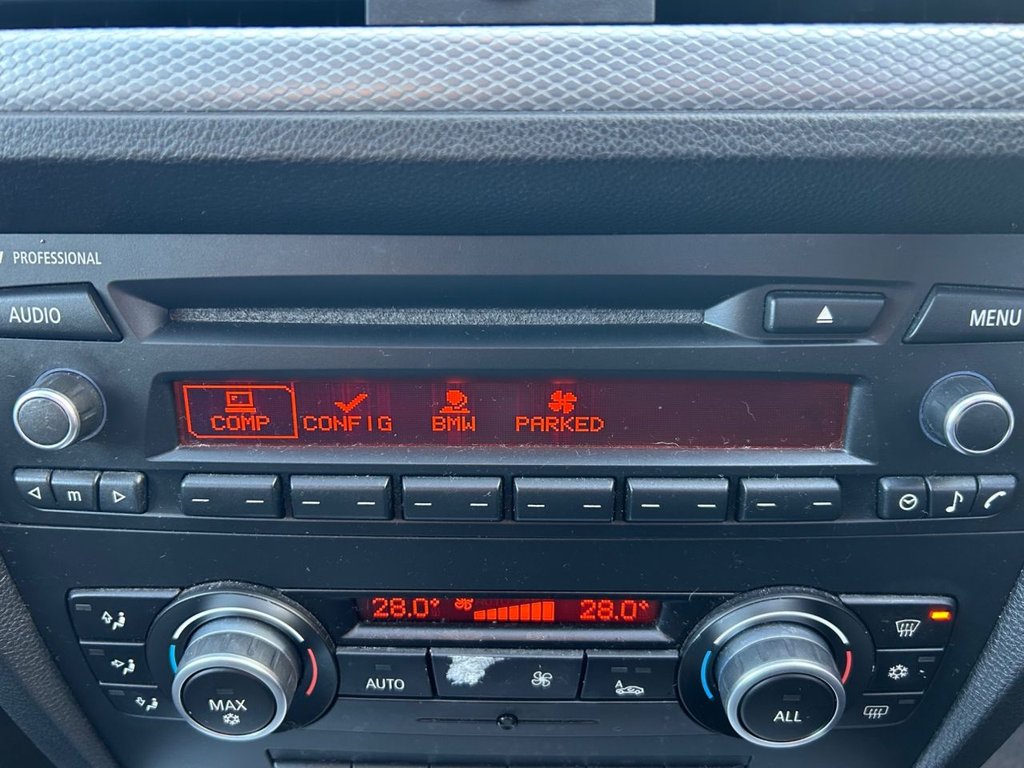 PROFESSIONAL
AUDIO
MENU
COMP CONFIG BMW PARKED
m
28.0° 28.0°
AUTO
A
MAX
ALL